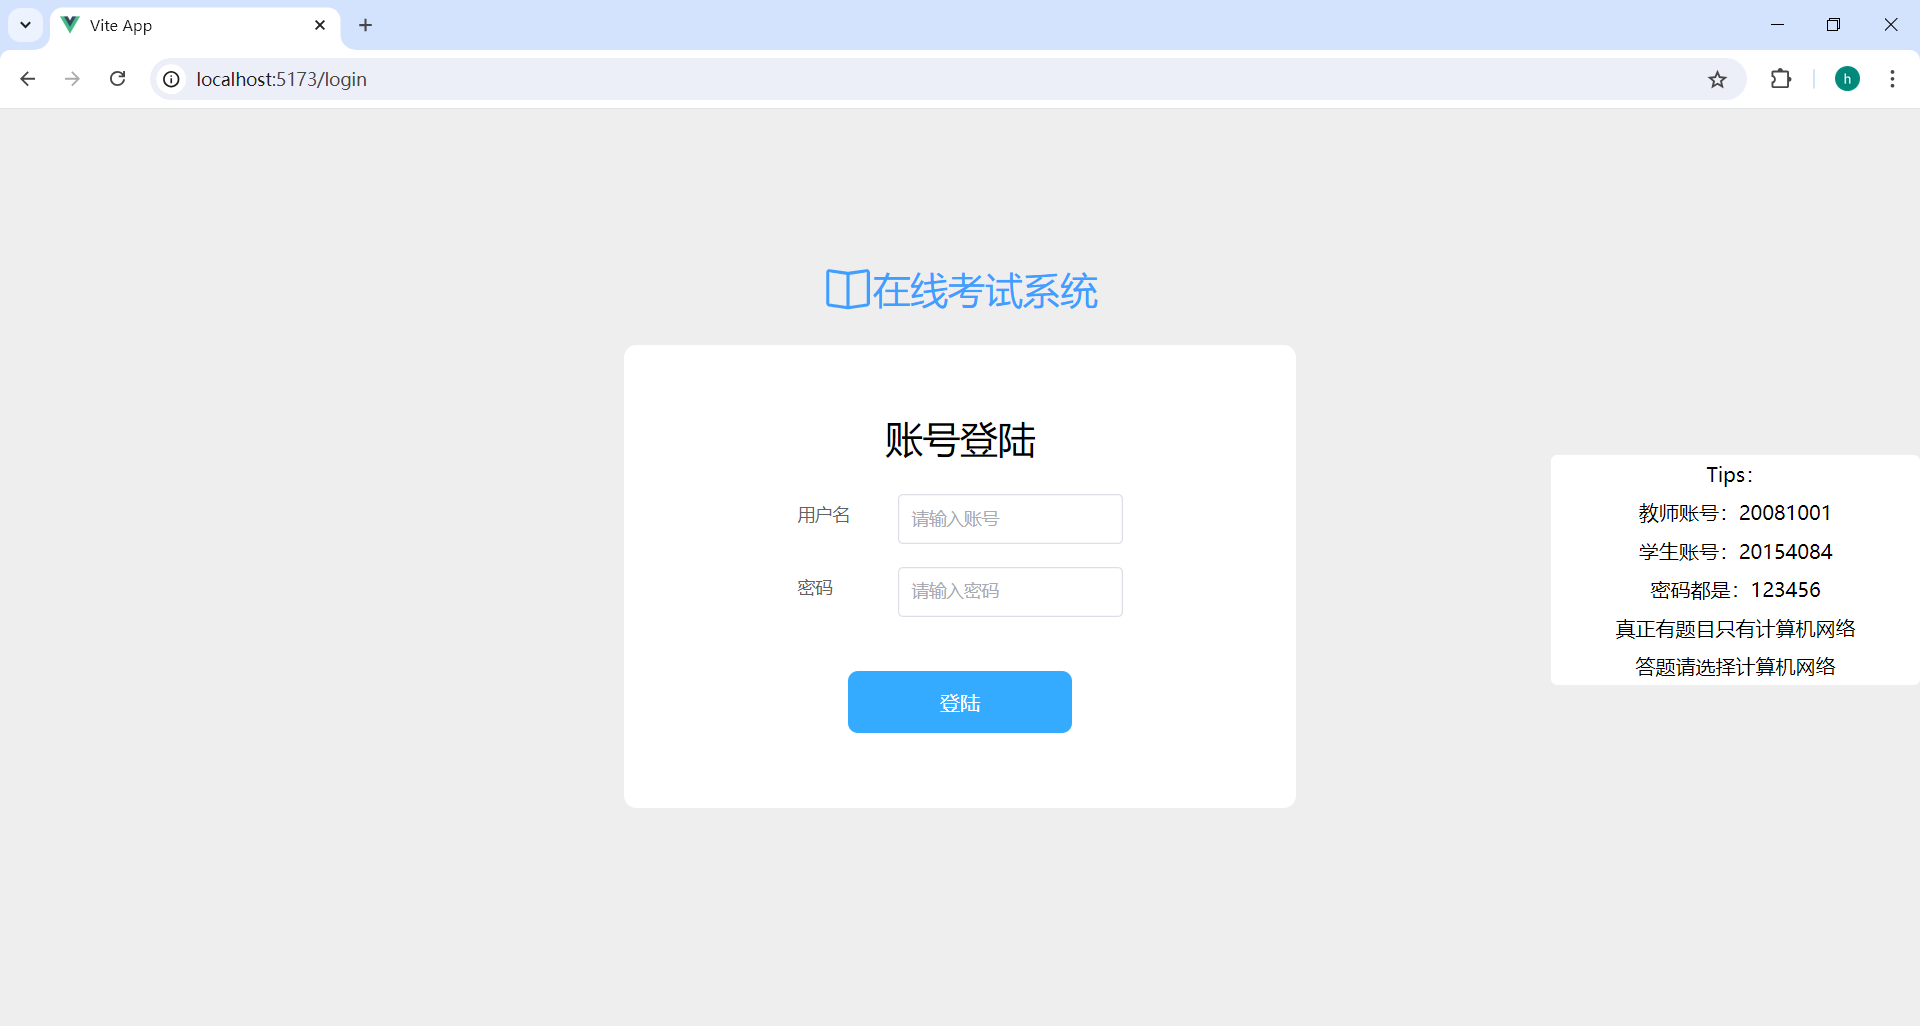 Vite App
localhost:5173/login
h
在线考试系统
账号登陆
用户名
请输入账号
密码
请输入密码
登陆
Tips：
教师账号：20081001
学生账号：20154084
密码都是：123456
真正有题目只有计算机网络
答题请选择计算机网络